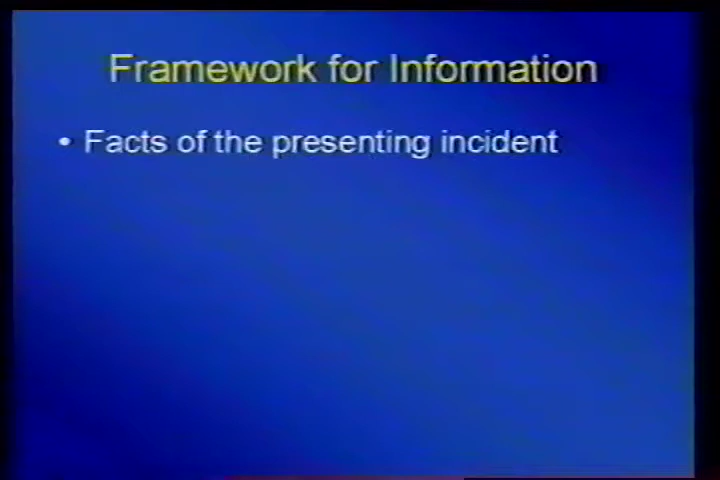 Framework for Information
• Facts of the presenting incident